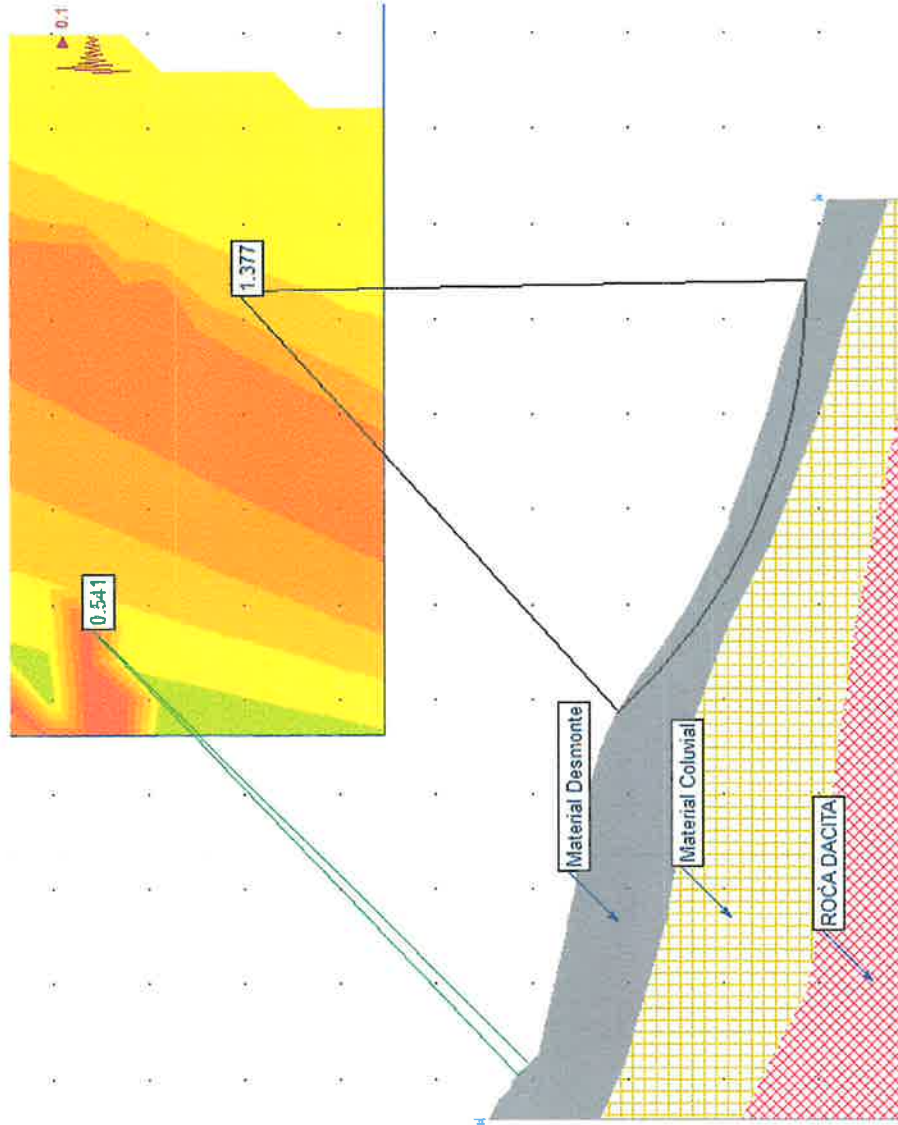 0.1
1.377
0.541
Material Desmonte
Material Coluvial
ROCA DACITA